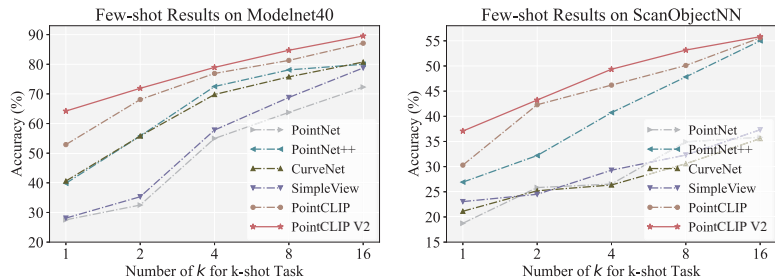 Few-shot Results on Modelnet40
Accuracy (%)
90
80
70
60
50
40
30
20
PointNet
PointNet++
CurveNet
SimpleView
PointCLIP
PointCLIP V2
1
2
4
8
16
Number of K for k-shot Task
Few-shot Results on ScanObjectNN
Accuracy (%)
55
50
45
40
35
30
25
20
15
PointNet
PointNet++
CurveNet
SimpleView
PointCLIP
PointCLIP V2
1
2
4
8
16
Number of K for k-shot Task